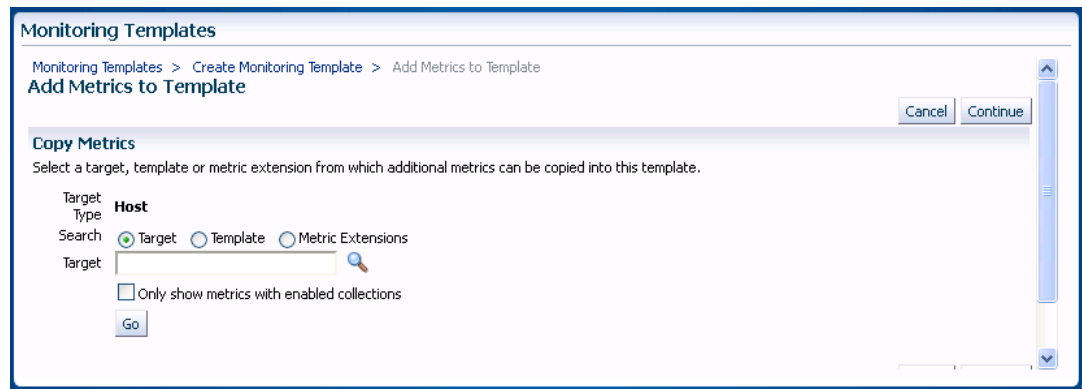 Monitoring Templates
Monitoring Templates > Create Monitoring Template > Add Metrics to Template
Add Metrics to Template
Cancel Continue
Copy Metrics
Select a target, template or metric extension from which additional metrics can be copied into this template.
Target Type Host
Search Target Template Metric Extensions
Target
Only show metrics with enabled collections
Go